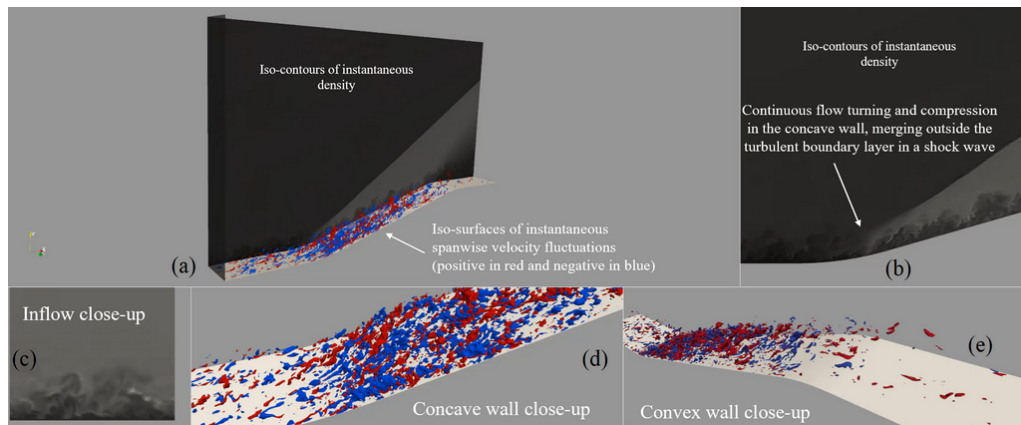 Iso-contours of instantaneous
density
Iso-surfaces of instantaneous
spanwise velocity fluctuations
(positive in red and negative in blue)
(a)
Iso-contours of instantaneous
density
Continuous flow turning and compression
in the concave wall, merging outside the
turbulent boundary layer in a shock wave
(b)
Inflow close-up
(c)
(d)
Concave wall close-up
(e)
Convex wall close-up